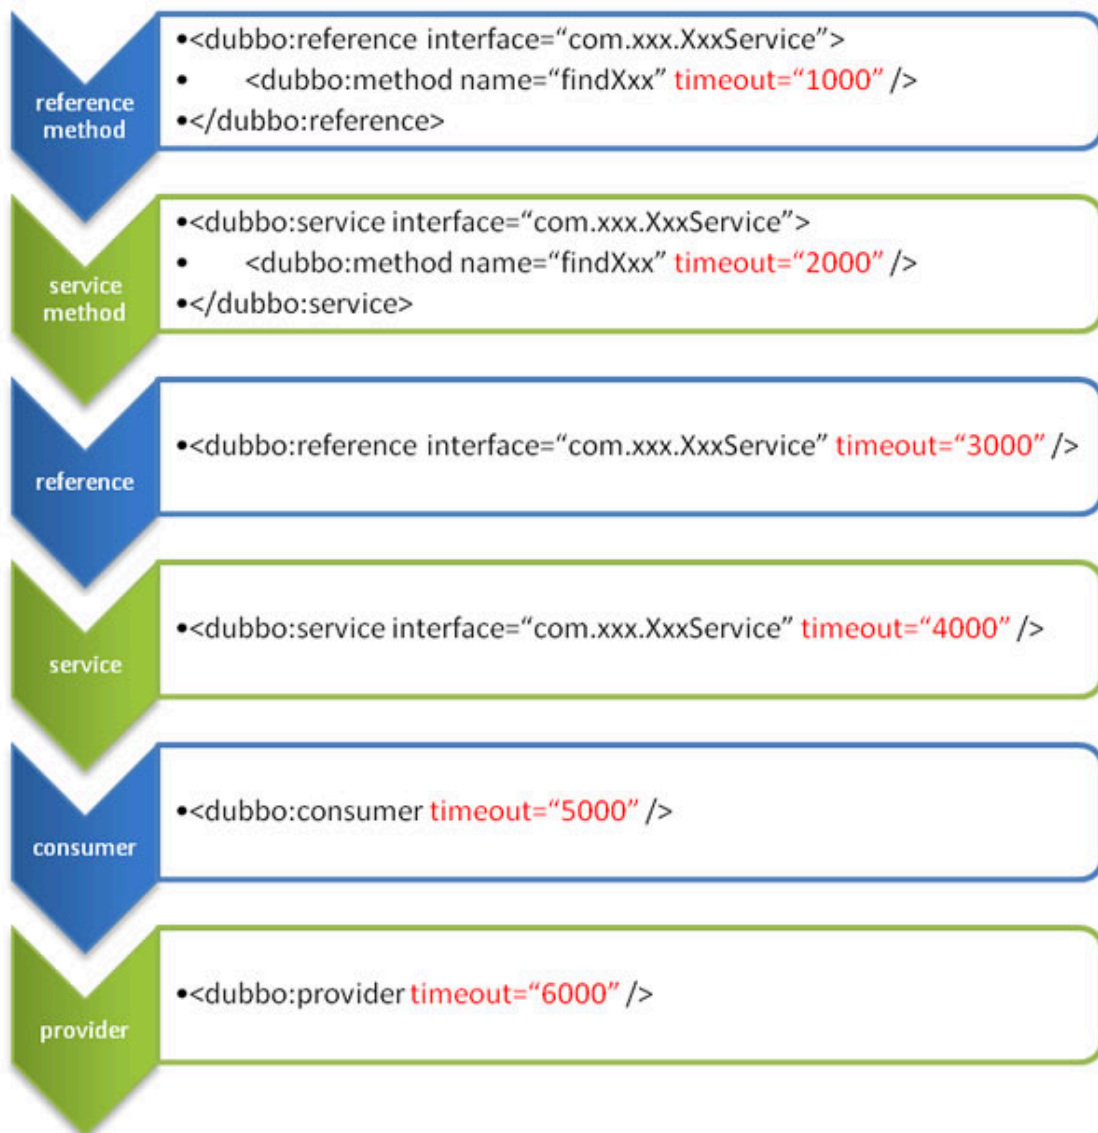 reference
method
•<dubbo:reference interface=“com.xxx.XxxService”>
•       <dubbo:method name=“findXxx” timeout=“1000” />
•</dubbo:reference>
service
method
•<dubbo:service interface=“com.xxx.XxxService”>
•       <dubbo:method name=“findXxx” timeout=“2000” />
•</dubbo:service>
reference
•<dubbo:reference interface=“com.xxx.XxxService” timeout=“3000” />
service
•<dubbo:service interface=“com.xxx.XxxService” timeout=“4000” />
consumer
•<dubbo:consumer timeout=“5000” />
provider
•<dubbo:provider timeout=“6000” />